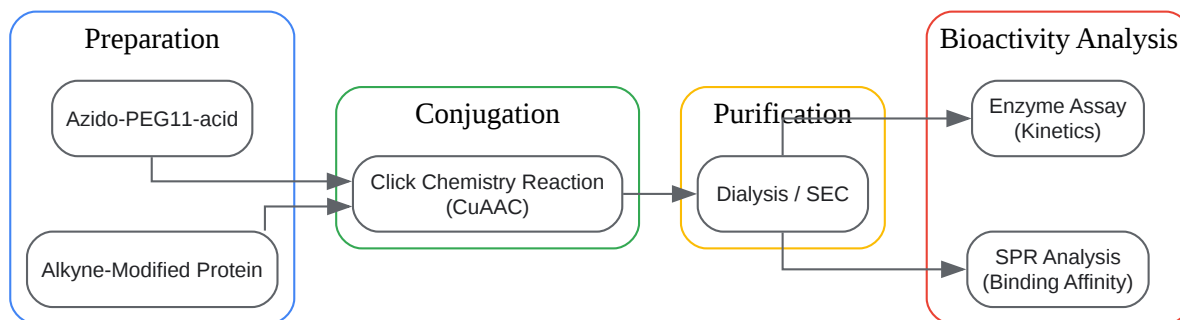 Preparation
Azido-PEG11-acid
Alkyne-Modified Protein
Conjugation
Click Chemistry Reaction
(CuAAC)
Purification
Dialysis / SEC
Bioactivity Analysis
Enzyme Assay
(Kinetics)
SPR Analysis
(Binding Affinity)